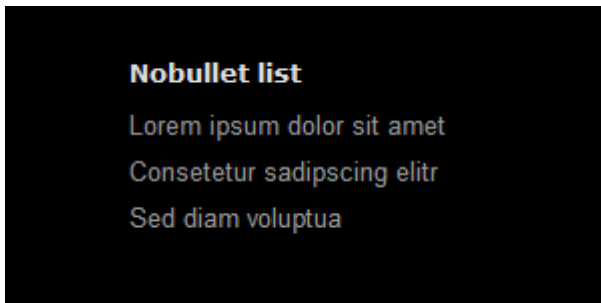 Nobullet list
Lorem ipsum dolor sit amet
Consetetur sadipscing elitr
Sed diam voluptua